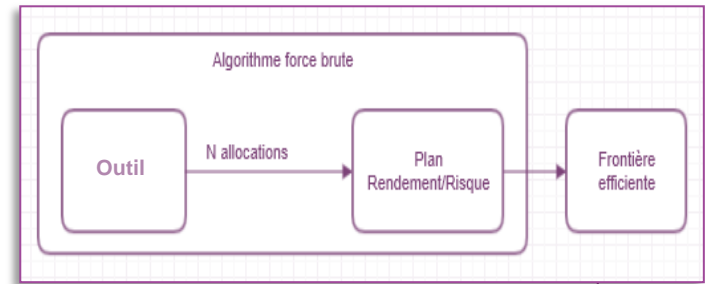 Algorithme force brute
Outil
N allocations
Plan
Rendement/Risque
Frontière
efficiente